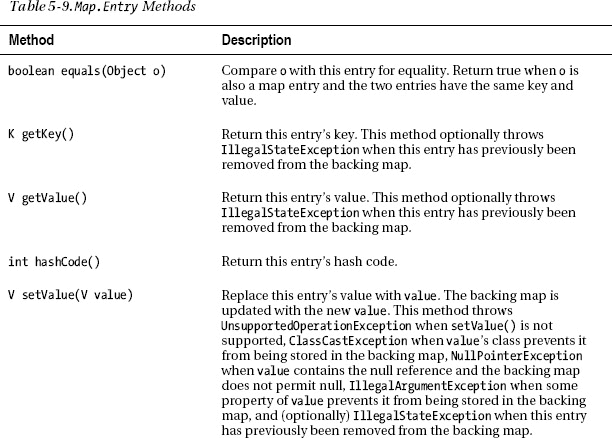 Table 5-9. Map.Entry Methods
Method Description
boolean equals(Object o) Compare o with this entry for equality. Return true when o is
also a map entry and the two entries have the same key and
value.
K getKey() Return this entry's key. This method optionally throws
IllegalStateException when this entry has previously been
removed from the backing map.
V getValue() Return this entry's value. This method optionally throws
IllegalStateException when this entry has previously been
removed from the backing map.
int hashCode() Return this entry's hash code.
V setValue(V value) Replace this entry's value with value. The backing map is
updated with the new value. This method throws
UnsupportedOperationException when setValue() is not
supported, ClassCastException when value's class prevents it
from being stored in the backing map, NullPointerException
when value contains the null reference and the backing map
does not permit null, IllegalArgumentException when some
property of value prevents it from being stored in the backing
map, and (optionally) IllegalStateException when this entry
has previously been removed from the backing map.